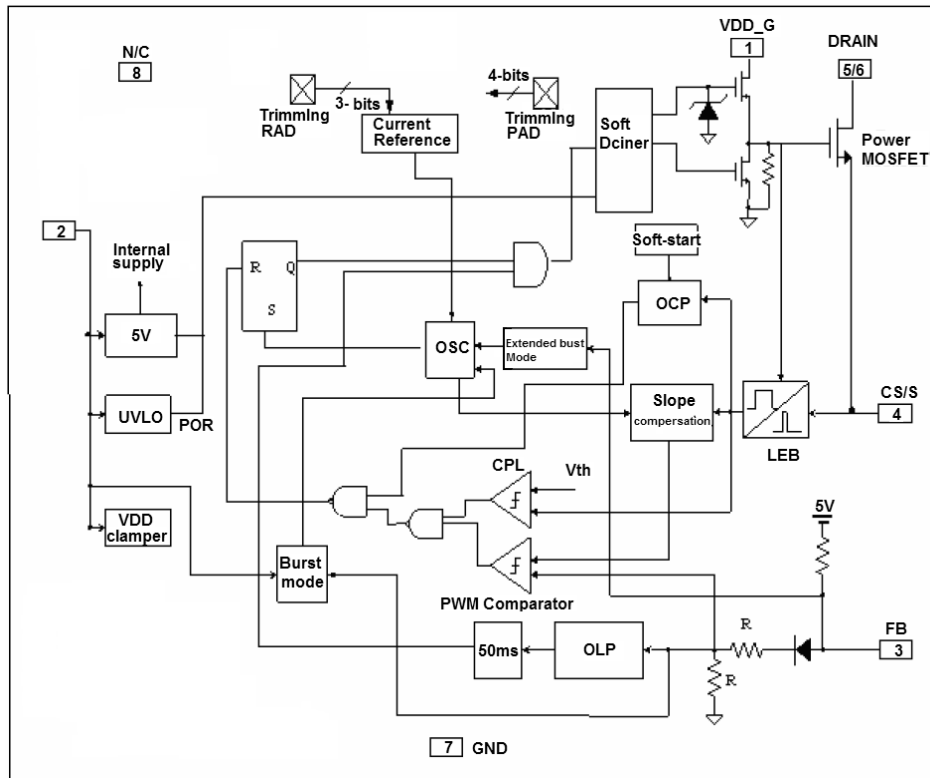 N/C
8
VDD_G
1
DRAIN
5/6
3- bits
4-bits
Trimming
RAD
Trimming
PAD
Current
Reference
Soft
Dciner
Power
MOSFET
2
Internal
supply
5V
UVLO
POR
VDD
clamper
R
Q
S
Soft-start
OCP
OSC
Extended bust
Mode
Slope
compersation
LEB
CS/S
4
CPL
Vth
5V
Burst
mode
PWM Comparator
R
FB
3
50ms
OLP
R
7
GND